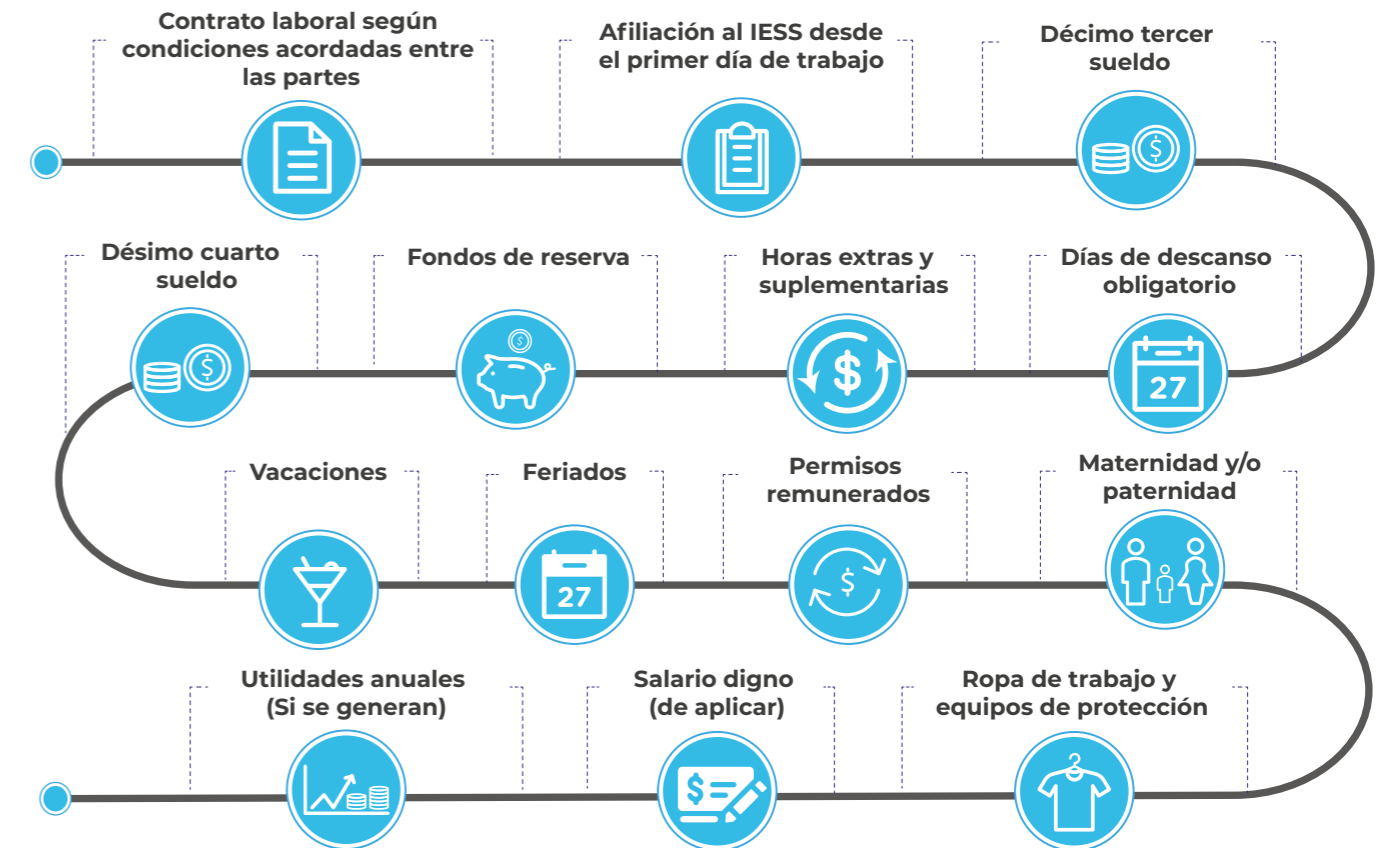 Contrato laboral según
condiciones acordadas entre
las partes
Afiliación al IESS desde
el primer día de trabajo
Décimo tercer
sueldo
$
Désimo cuarto
sueldo
$
Fondos de reserva
$
Horas extras y
suplementarias
$
Días de descanso
obligatorio
27
Vacaciones
Feriados
27
Permisos
remunerados
$
Maternidad y/o
paternidad
Utilidades anuales
(Si se generan)
Salario digno
(de aplicar)
$
Ropa de trabajo y
equipos de protección